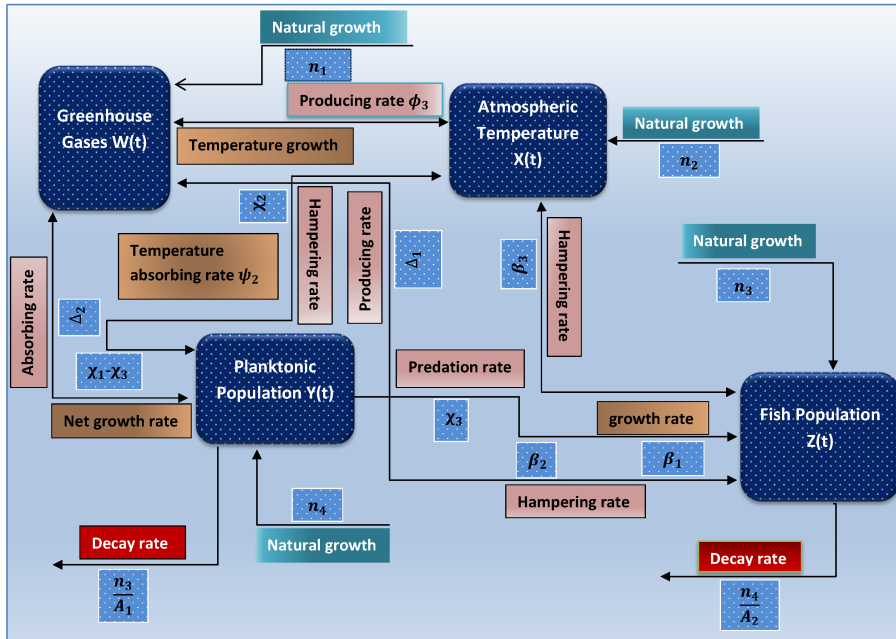 Natural growth
n₁
Greenhouse
Gases W(t)
Producing rate ϕ₃
Temperature growth
Atmospheric
Temperature
X(t)
Natural growth
n₂
χ₂
Hampering rate
Producing rate
Δ₁
β₃
Hampering rate
Natural growth
n₃
Temperature
absorbing rate ψ₂
Absorbing rate
Δ₂
χ₁-χ₃
Net growth rate
Planktonic
Population Y(t)
Predation rate
χ₃
growth rate
β₂
β₁
Hampering rate
Fish Population
Z(t)
n₄
Natural growth
Decay rate
n₃
A₁
Decay rate
n₄
A₂